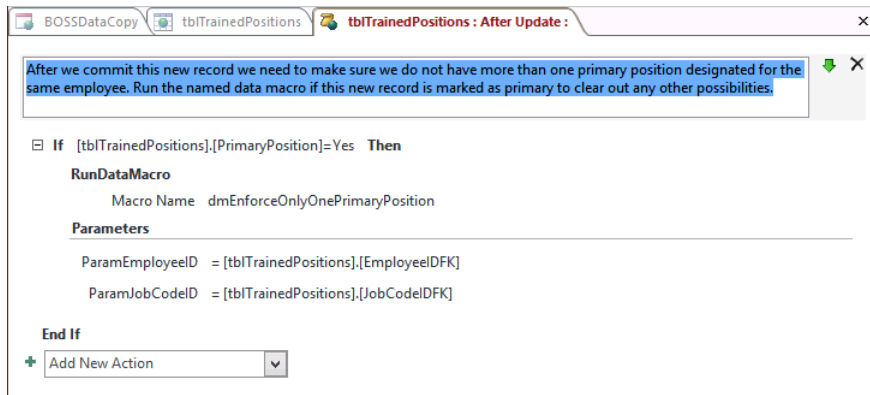 BOSSDataCopy tblTrainedPositions tblTrainedPositions : After Update :
After we commit this new record we need to make sure we do not have more than one primary position designated for the
same employee. Run the named data macro if this new record is marked as primary to clear out any other possibilities.
If [tblTrainedPositions].[PrimaryPosition]=Yes Then
RunDataMacro
Macro Name dmEnforceOnlyOnePrimaryPosition
Parameters
ParamEmployeeID = [tblTrainedPositions].[EmployeeIDFK]
ParamJobCodeID = [tblTrainedPositions].[JobCodeIDFK]
End If
Add New Action